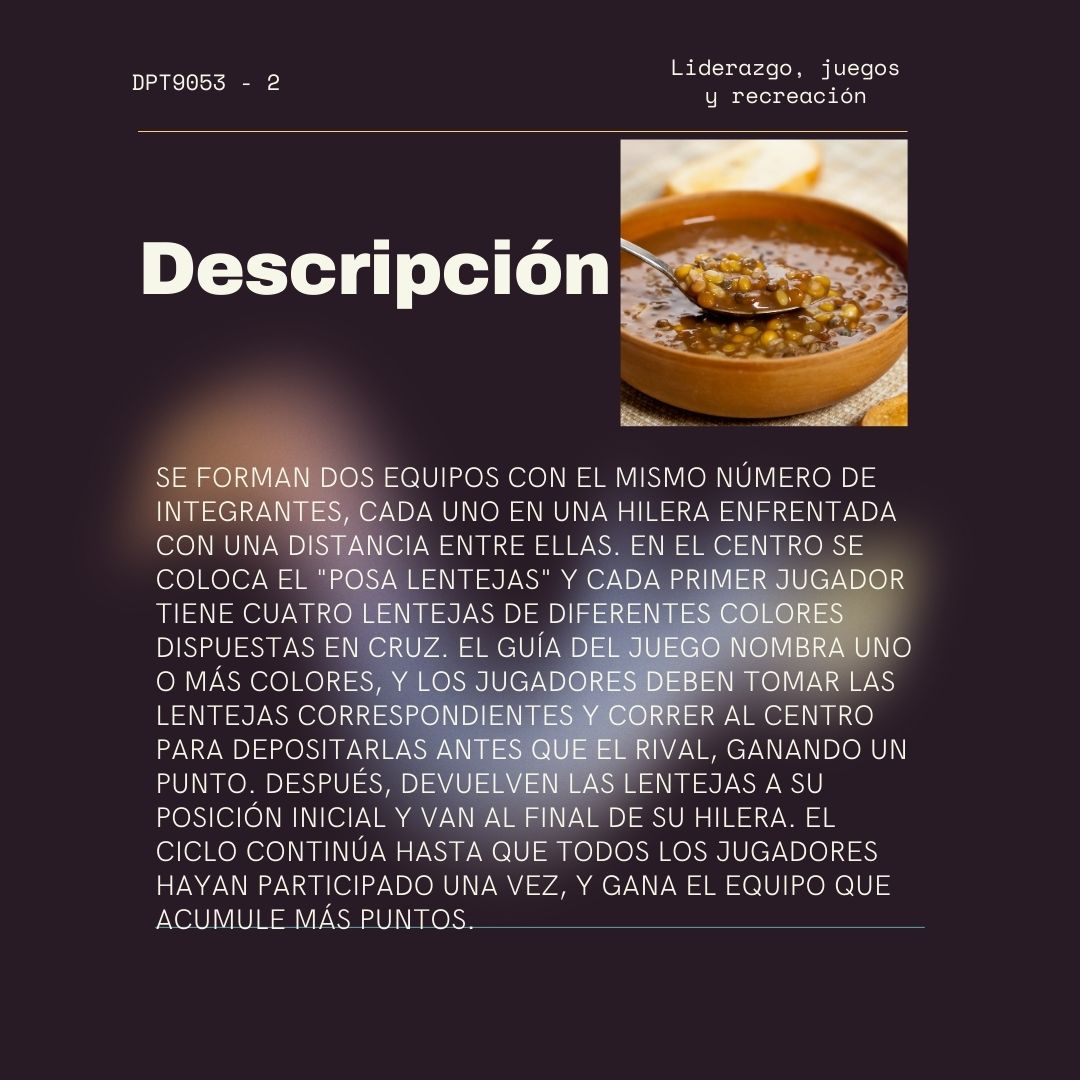 DPT9053 - 2
Liderazgo, juegos
y recreación
Descripción
SE FORMAN DOS EQUIPOS CON EL MISMO NÚMERO DE
INTEGRANTES, CADA UNO EN UNA HILERA ENFRENTADA
CON UNA DISTANCIA ENTRE ELLAS. EN EL CENTRO SE
COLOCA EL "POSA LENTEJAS" Y CADA PRIMER JUGADOR
TIENE CUATRO LENTEJAS DE DIFERENTES COLORES
DISPUESTAS EN CRUZ. EL GUÍA DEL JUEGO NOMBRA UNO
O MÁS COLORES, Y LOS JUGADORES DEBEN TOMAR LAS
LENTEJAS CORRESPONDIENTES Y CORRER AL CENTRO
PARA DEPOSITARLAS ANTES QUE EL RIVAL, GANANDO UN
PUNTO. DESPUÉS, DEVUELVEN LAS LENTEJAS A SU
POSICIÓN INICIAL Y VAN AL FINAL DE SU HILERA. EL
CICLO CONTINÚA HASTA QUE TODOS LOS JUGADORES
HAYAN PARTICIPADO UNA VEZ, Y GANA EL EQUIPO QUE
ACUMULE MÁS PUNTOS.